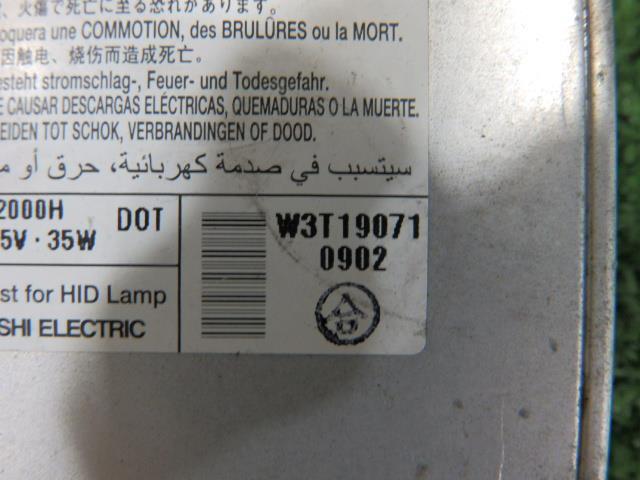 、火傷で死亡に至る恐れがあります。
oquera une COMMOTION, des BRULÛRES ou la MORT.
因触电、烧伤而造成死亡。
esteht stromschlag-, Feuer- und Todesgefahr.
E CAUSAR DESCARGAS ELÉCTRICAS, QUEMADURAS O LA MUERTE.
EIDEN TOT SCHOK, VERBRANDINGEN OF DOOD.
سيتسبب في صدمة كهربائية، حرق أو م
2000H DOT
5V·35W
W3T19071
0902
st for HID Lamp
SHI ELECTRIC
合